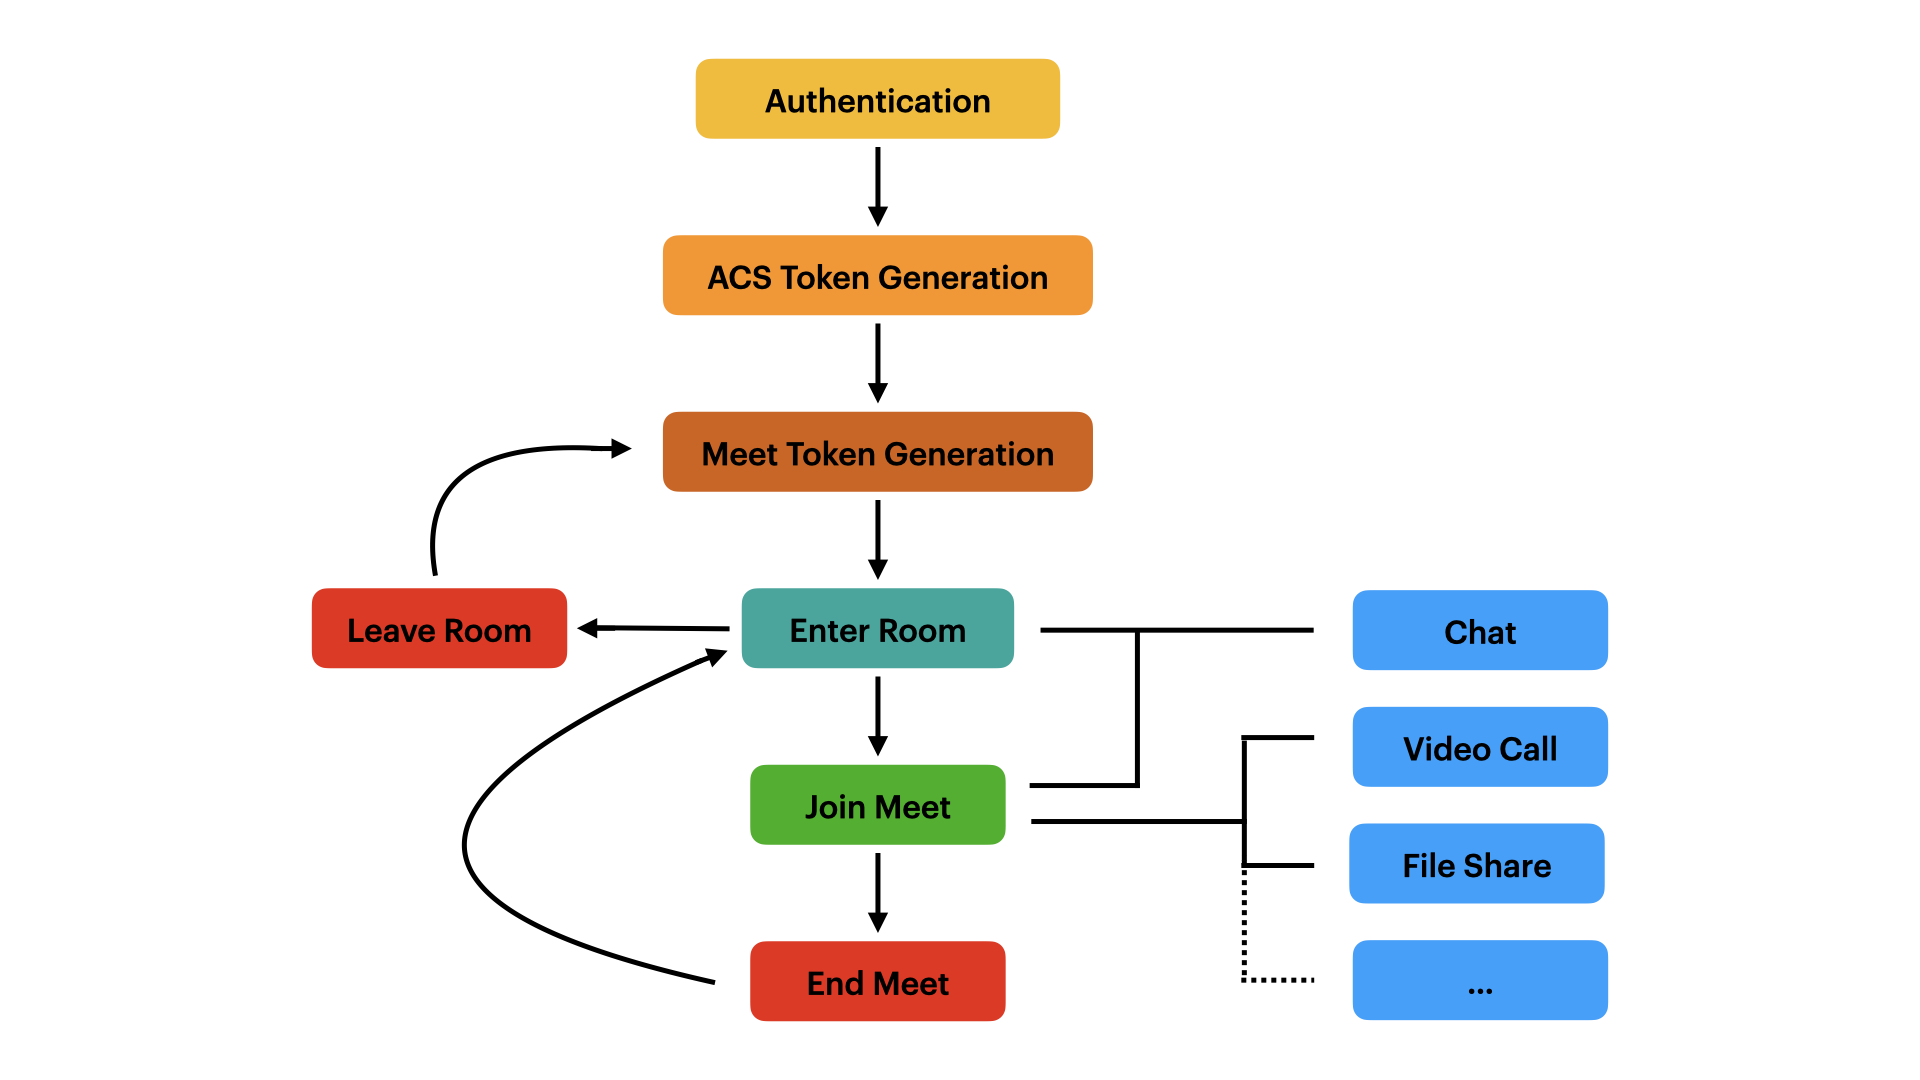 Authentication
ACS Token Generation
Meet Token Generation
Leave Room
Enter Room
Chat
Video Call
Join Meet
File Share
End Meet
...